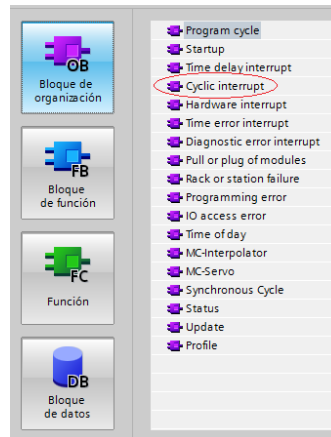 OB
Bloque de
organización
FB
Bloque
de función
FC
Función
DB
Bloque
de datos
Program cycle
Startup
Time delay interrupt
Cyclic interrupt
Hardware interrupt
Time error interrupt
Diagnostic error interrupt
Pull or plug of modules
Rack or station failure
Programming error
IO access error
Time of day
MC-Interpolator
MC-Servo
Synchronous Cycle
Status
Update
Profile